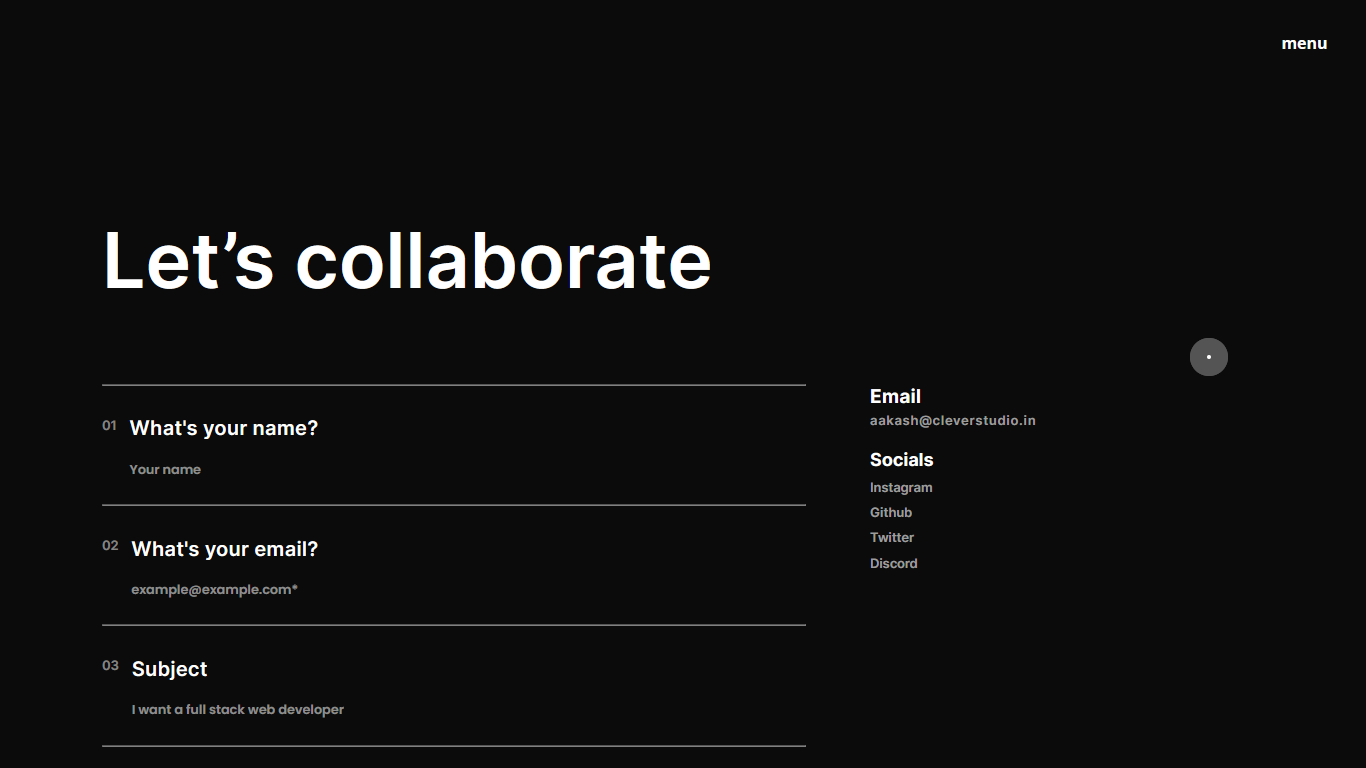 menu
Let’s collaborate
01 What's your name?
Your name
02 What's your email?
example@example.com*
03 Subject
I want a full stack web developer
Email
aakash@cleverstudio.in
Socials
Instagram
Github
Twitter
Discord